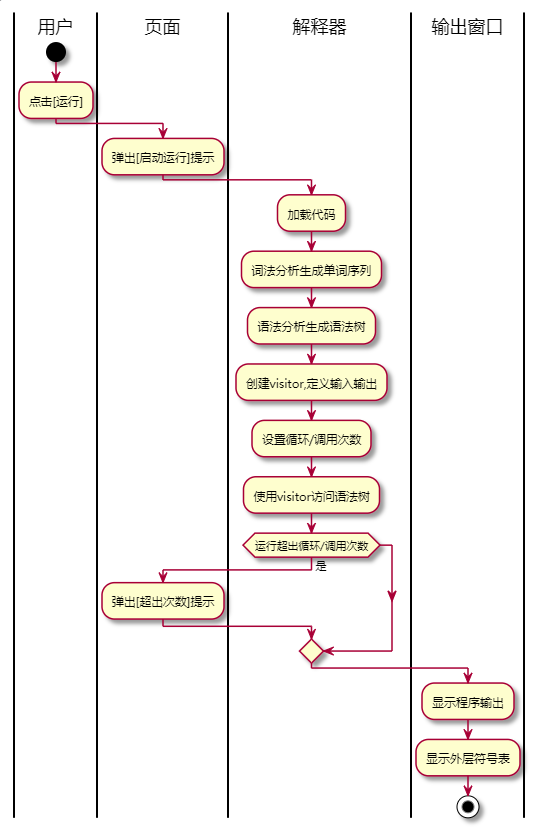 用户
页面
解释器
输出窗口
点击[运行]
弹出[启动运行]提示
加载代码
词法分析生成单词序列
语法分析生成语法树
创建visitor,定义输入输出
设置循环/调用次数
使用visitor访问语法树
运行超出循环/调用次数
是
弹出[超出次数]提示
显示程序输出
显示外层符号表